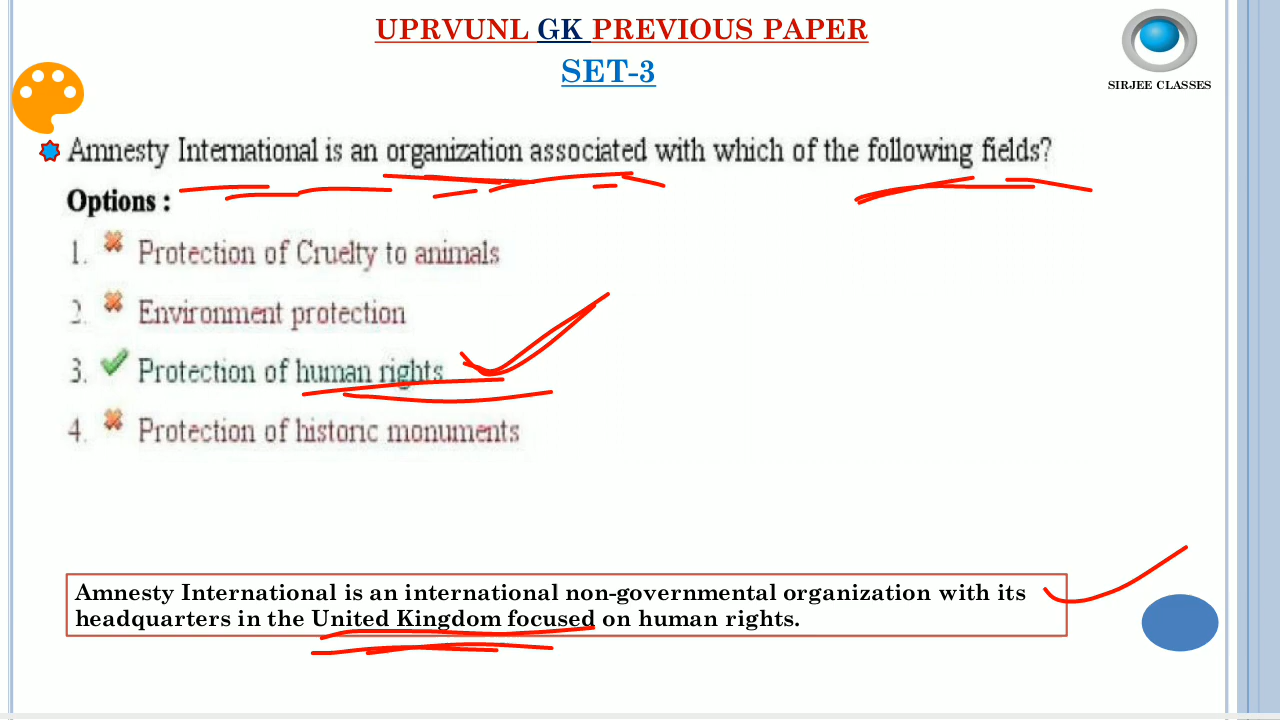 UPRVUNL GK PREVIOUS PAPER
SET-3
SIRJEE CLASSES
Amnesty International is an organization associated with which of the following fields?
Options :
1. Protection of Cruelty to animals
2. Environment protection
3. Protection of human rights
4. Protection of historic monuments
Amnesty International is an international non-governmental organization with its
headquarters in the United Kingdom focused on human rights.